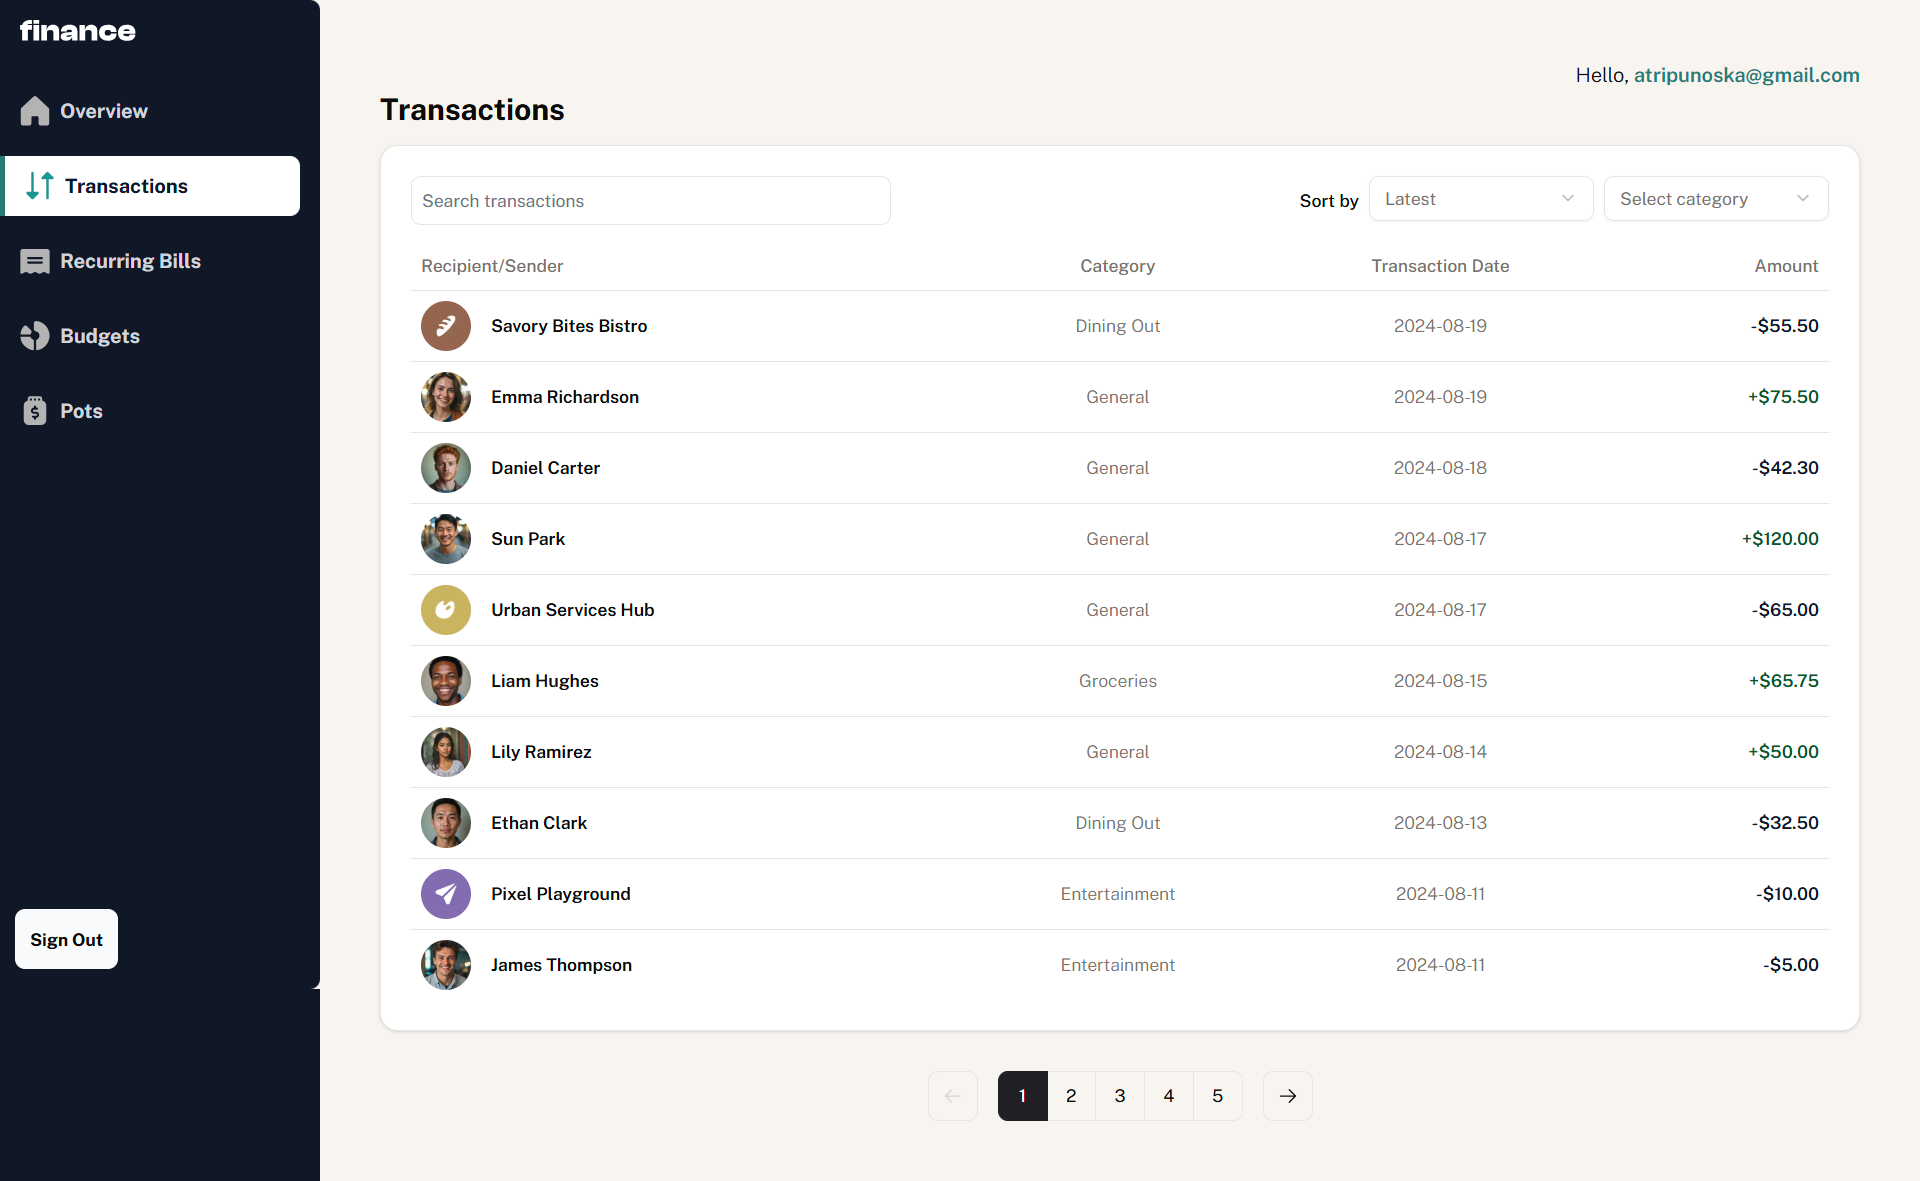 finance
Overview
Transactions
Recurring Bills
Budgets
Pots
Sign Out
Hello, atripunoska@gmail.com
Transactions
Search transactions
Sort by Latest Select category
Recipient/Sender Category Transaction Date Amount
Savory Bites Bistro Dining Out 2024-08-19 -$55.50
Emma Richardson General 2024-08-19 +$75.50
Daniel Carter General 2024-08-18 -$42.30
Sun Park General 2024-08-17 +$120.00
Urban Services Hub General 2024-08-17 -$65.00
Liam Hughes Groceries 2024-08-15 +$65.75
Lily Ramirez General 2024-08-14 +$50.00
Ethan Clark Dining Out 2024-08-13 -$32.50
Pixel Playground Entertainment 2024-08-11 -$10.00
James Thompson Entertainment 2024-08-11 -$5.00
1 2 3 4 5